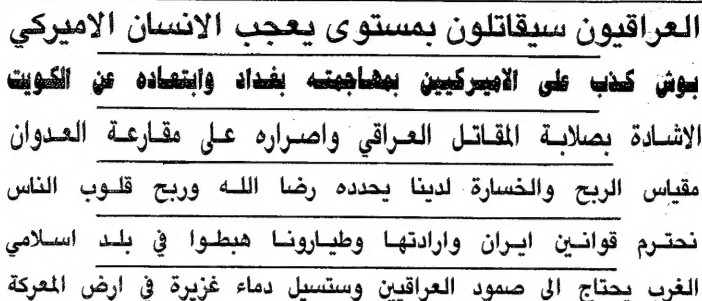 العراقيون سيقاتلون بمستوى يعجب الانسان الاميركي
بوش كذب على الاميركيين بمهاجمته بغداد وابتعاده عن الكويت
الاشادة بصلابة المقاتل العراقي واصراره على مقارعة العدوان
مقياس الربح والخسارة لدينا يحدده رضا الله وربح قلوب الناس
نحترم قوانين ايران وارادتها وطيارونا هبطوا في بلد اسلامي
الغرب يحتاج الى صمود العراقيين وستسيل دماء غزيرة في ارض المعركة